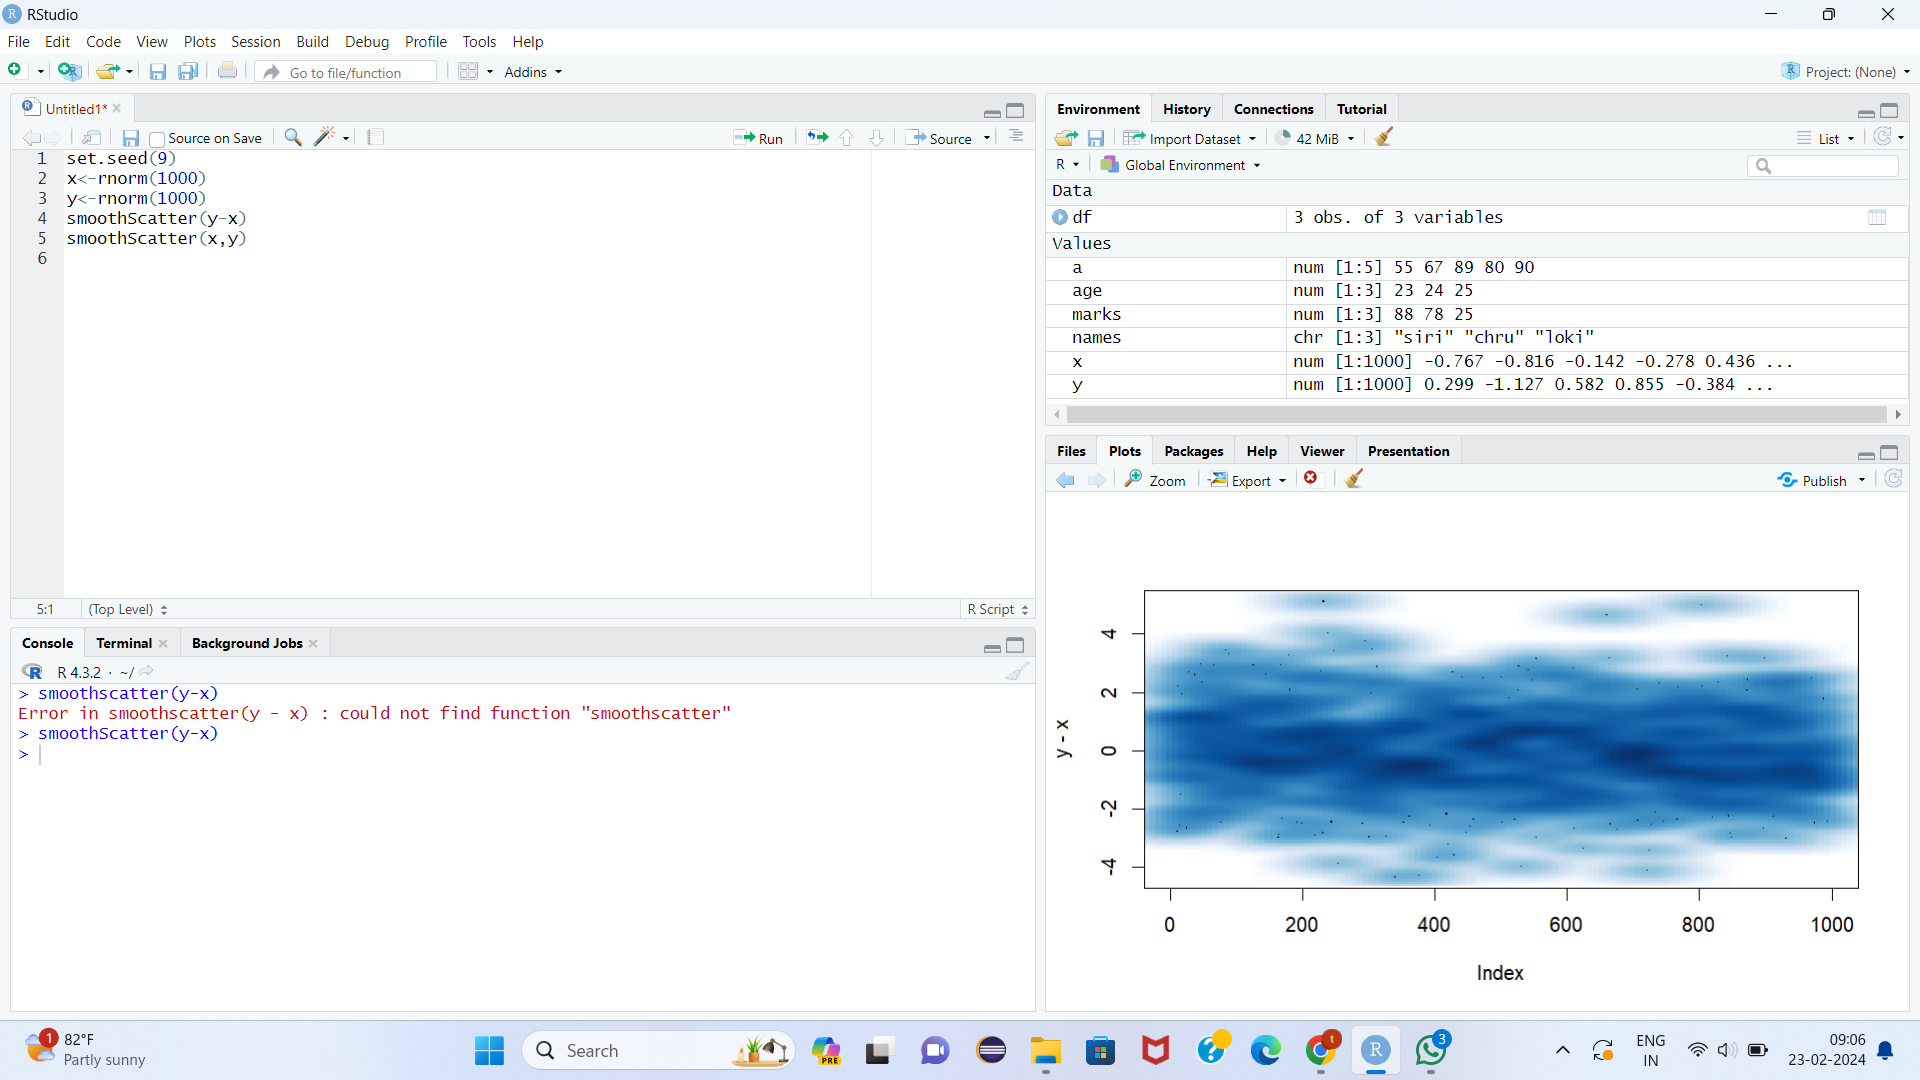 RStudio
File Edit Code View Plots Session Build Debug Profile Tools Help
Go to file/function Addins Project: (None)
Untitled1*
Source on Save Run Source
1 set.seed(9)
2 x<-rnorm(1000)
3 y<-rnorm(1000)
4 smoothScatter(y-x)
5 smoothScatter(x,y)
6
5:1 (Top Level) R Script
Console Terminal Background Jobs
R 4.3.2 · ~/
> smoothscatter(y-x)
Error in smoothscatter(y - x) : could not find function "smoothscatter"
> smoothScatter(y-x)
>
Environment History Connections Tutorial
Import Dataset 42 MiB List
R Global Environment
Data
df 3 obs. of 3 variables
Values
a num [1:5] 55 67 89 80 90
age num [1:3] 23 24 25
marks num [1:3] 88 78 25
names chr [1:3] "siri" "chru" "loki"
x num [1:1000] -0.767 -0.816 -0.142 -0.278 0.436 ...
y num [1:1000] 0.299 -1.127 0.582 0.855 -0.384 ...
Files Plots Packages Help Viewer Presentation
Zoom Export Publish
4
2
0
-2
-4
y - x
0 200 400 600 800 1000
Index
1
82°F
Partly sunny
Search
PRE
t
R
3
ENG
IN
09:06
23-02-2024